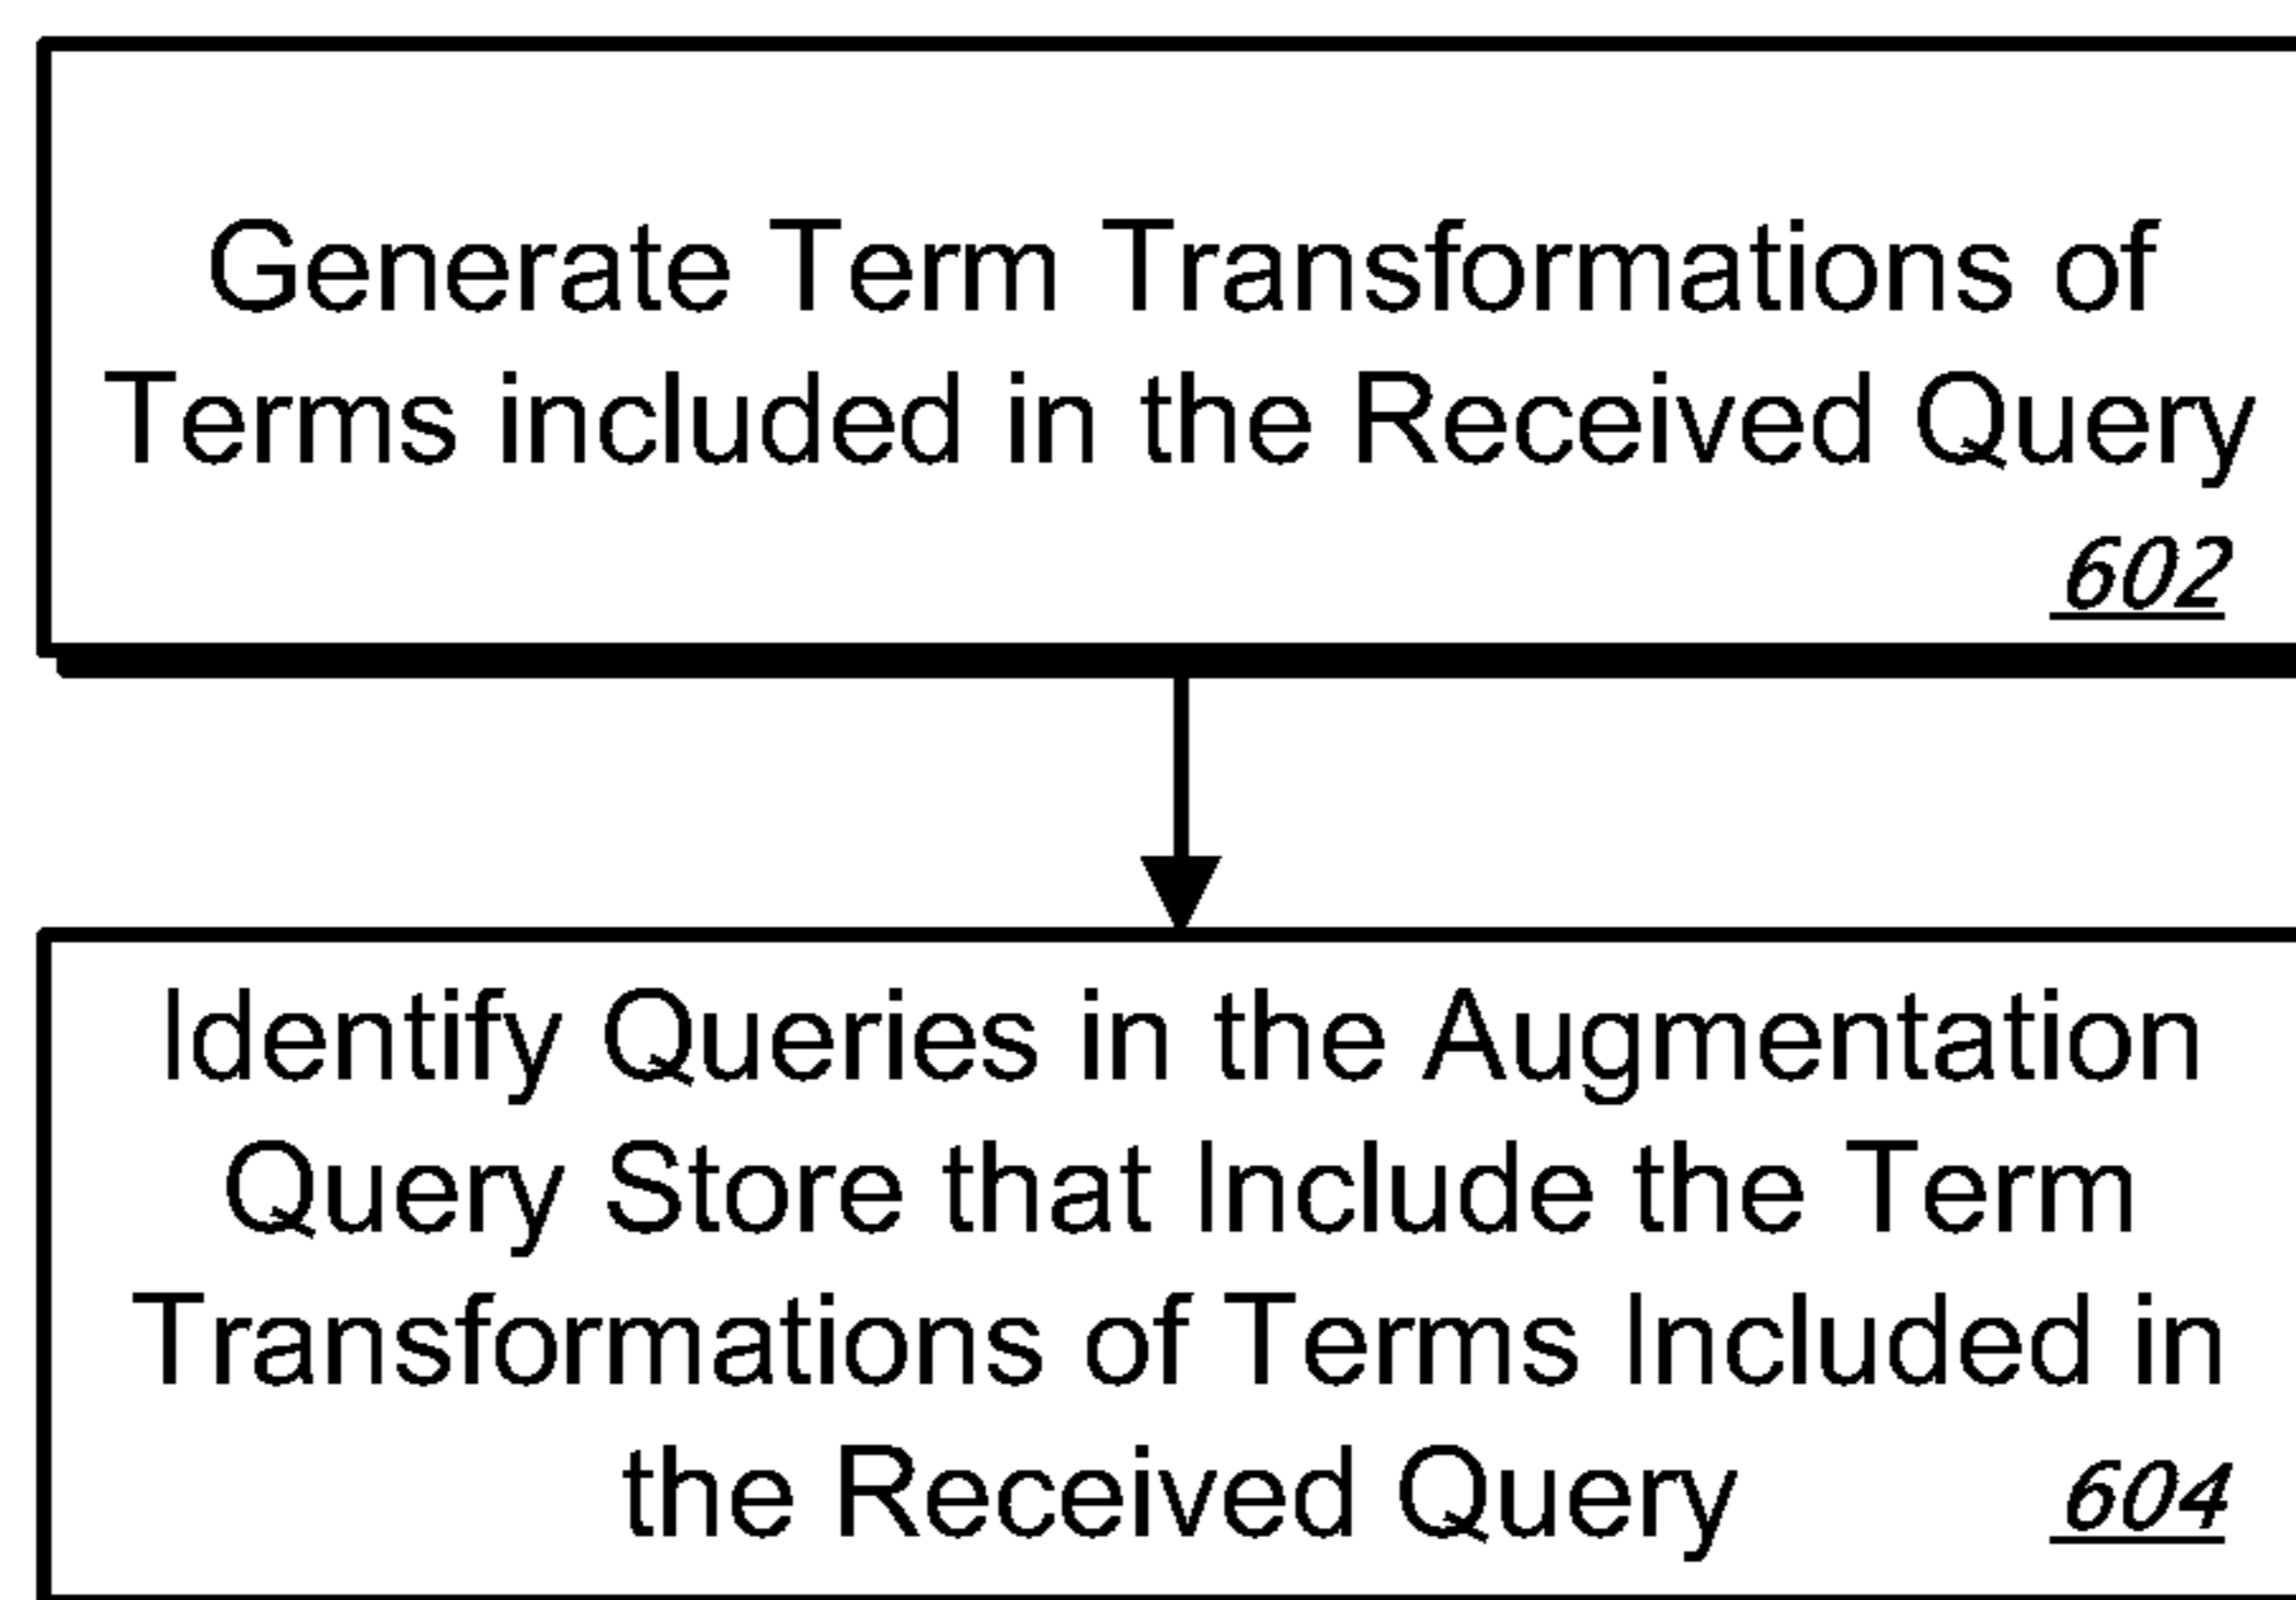 Generate Term Transformations of
Terms included in the Received Query
602
Identify Queries in the Augmentation
Query Store that Include the Term
Transformations of Terms Included in
the Received Query 604